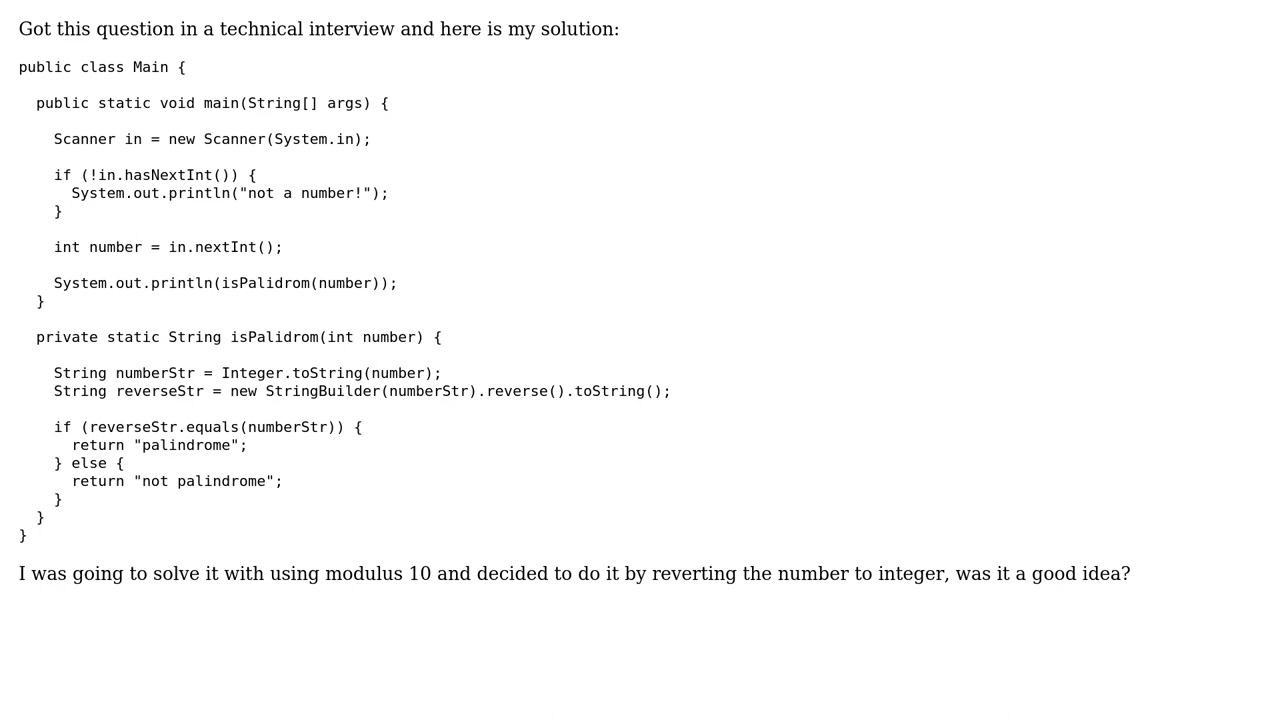 Got this question in a technical interview and here is my solution:
public class Main {
public static void main(String[] args) {
Scanner in = new Scanner(System.in);
if (!in.hasNextInt()) {
System.out.println("not a number!");
}
int number = in.nextInt();
System.out.println(isPalidrom(number));
}
private static String isPalidrom(int number) {
String numberStr = Integer.toString(number);
String reverseStr = new StringBuilder(numberStr).reverse().toString();
if (reverseStr.equals(numberStr)) {
return "palindrome";
} else {
return "not palindrome";
}
}
}
I was going to solve it with using modulus 10 and decided to do it by reverting the number to integer, was it a good idea?